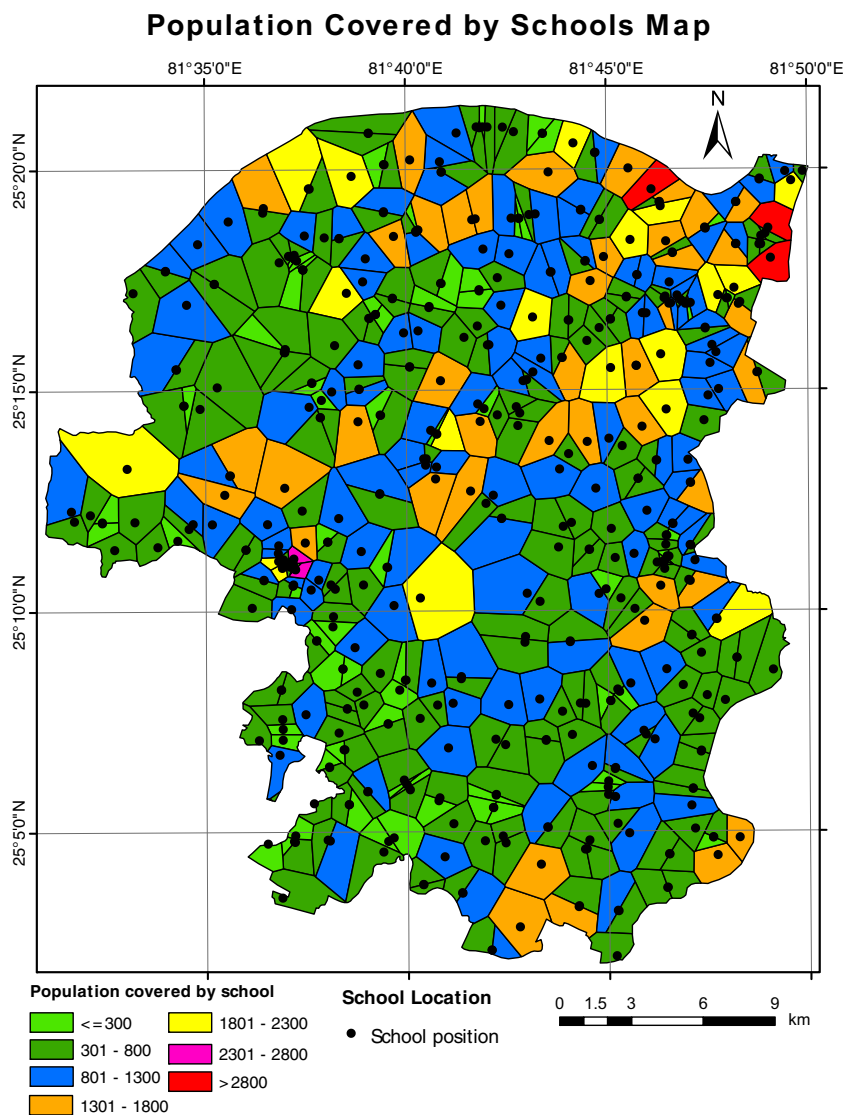 Population Covered by Schools Map
81°35'0"E 81°40'0"E 81°45'0"E 81°50'0"E
N
25°20'0"N
25°15'0"N
25°10'0"N
25°5'0"N
Population covered by school
<=300
301 - 800
801 - 1300
1301 - 1800
1801 - 2300
2301 - 2800
>2800
School Location
School position
0 1.5 3 6 9
km